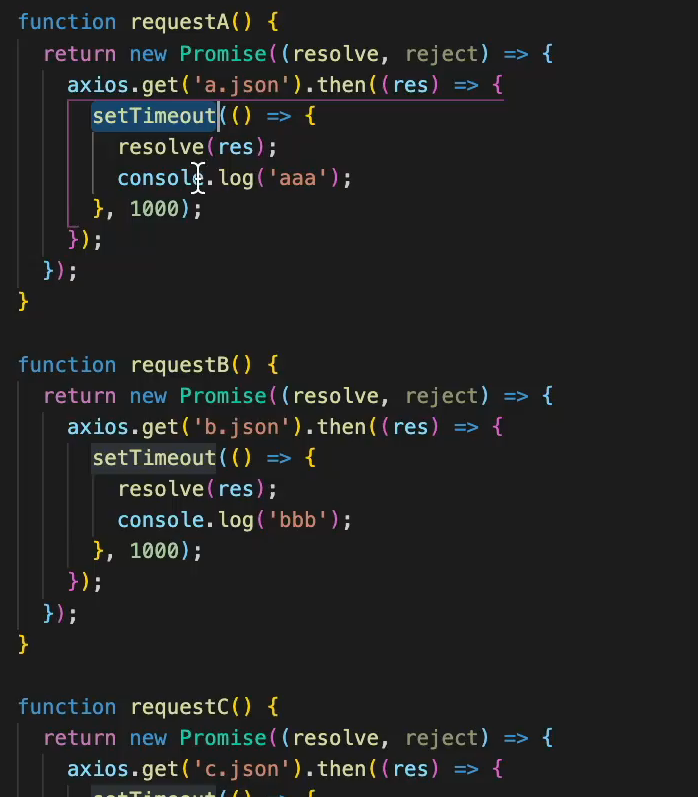 function requestA() {
return new Promise((resolve, reject) => {
axios.get('a.json').then((res) => {
setTimeout(() => {
resolve(res);
console.log('aaa');
}, 1000);
});
});
}
function requestB() {
return new Promise((resolve, reject) => {
axios.get('b.json').then((res) => {
setTimeout(() => {
resolve(res);
console.log('bbb');
}, 1000);
});
});
}
function requestC() {
return new Promise((resolve, reject) => {
axios.get('c.json').then((res) => {
setTimeout(() => {